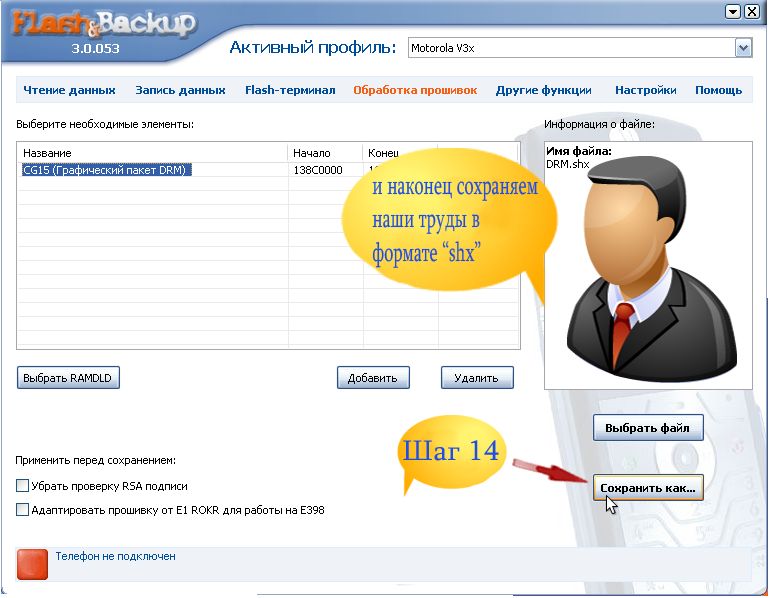 Flash&Backup
3.0.053
Активный профиль: Motorola V3x
Чтение данных Запись данных Flash-терминал Обработка прошивок Другие функции Настройки Помощь
Выберите необходимые элементы:
Информация о файле:
Название Начало Конец
CG15 (Графический пакет DRM) 138C0000
Имя файла:
DRM.shx
и наконец сохраняем
наши труды в
формате “shx”
Выбрать RAMDLD Добавить Удалить
Выбрать файл
Шаг 14
Применить перед сохранением:
Сохранить как...
Убрать проверку RSA подписи
Адаптировать прошивку от E1 ROKR для работы на E398
Телефон не подключен